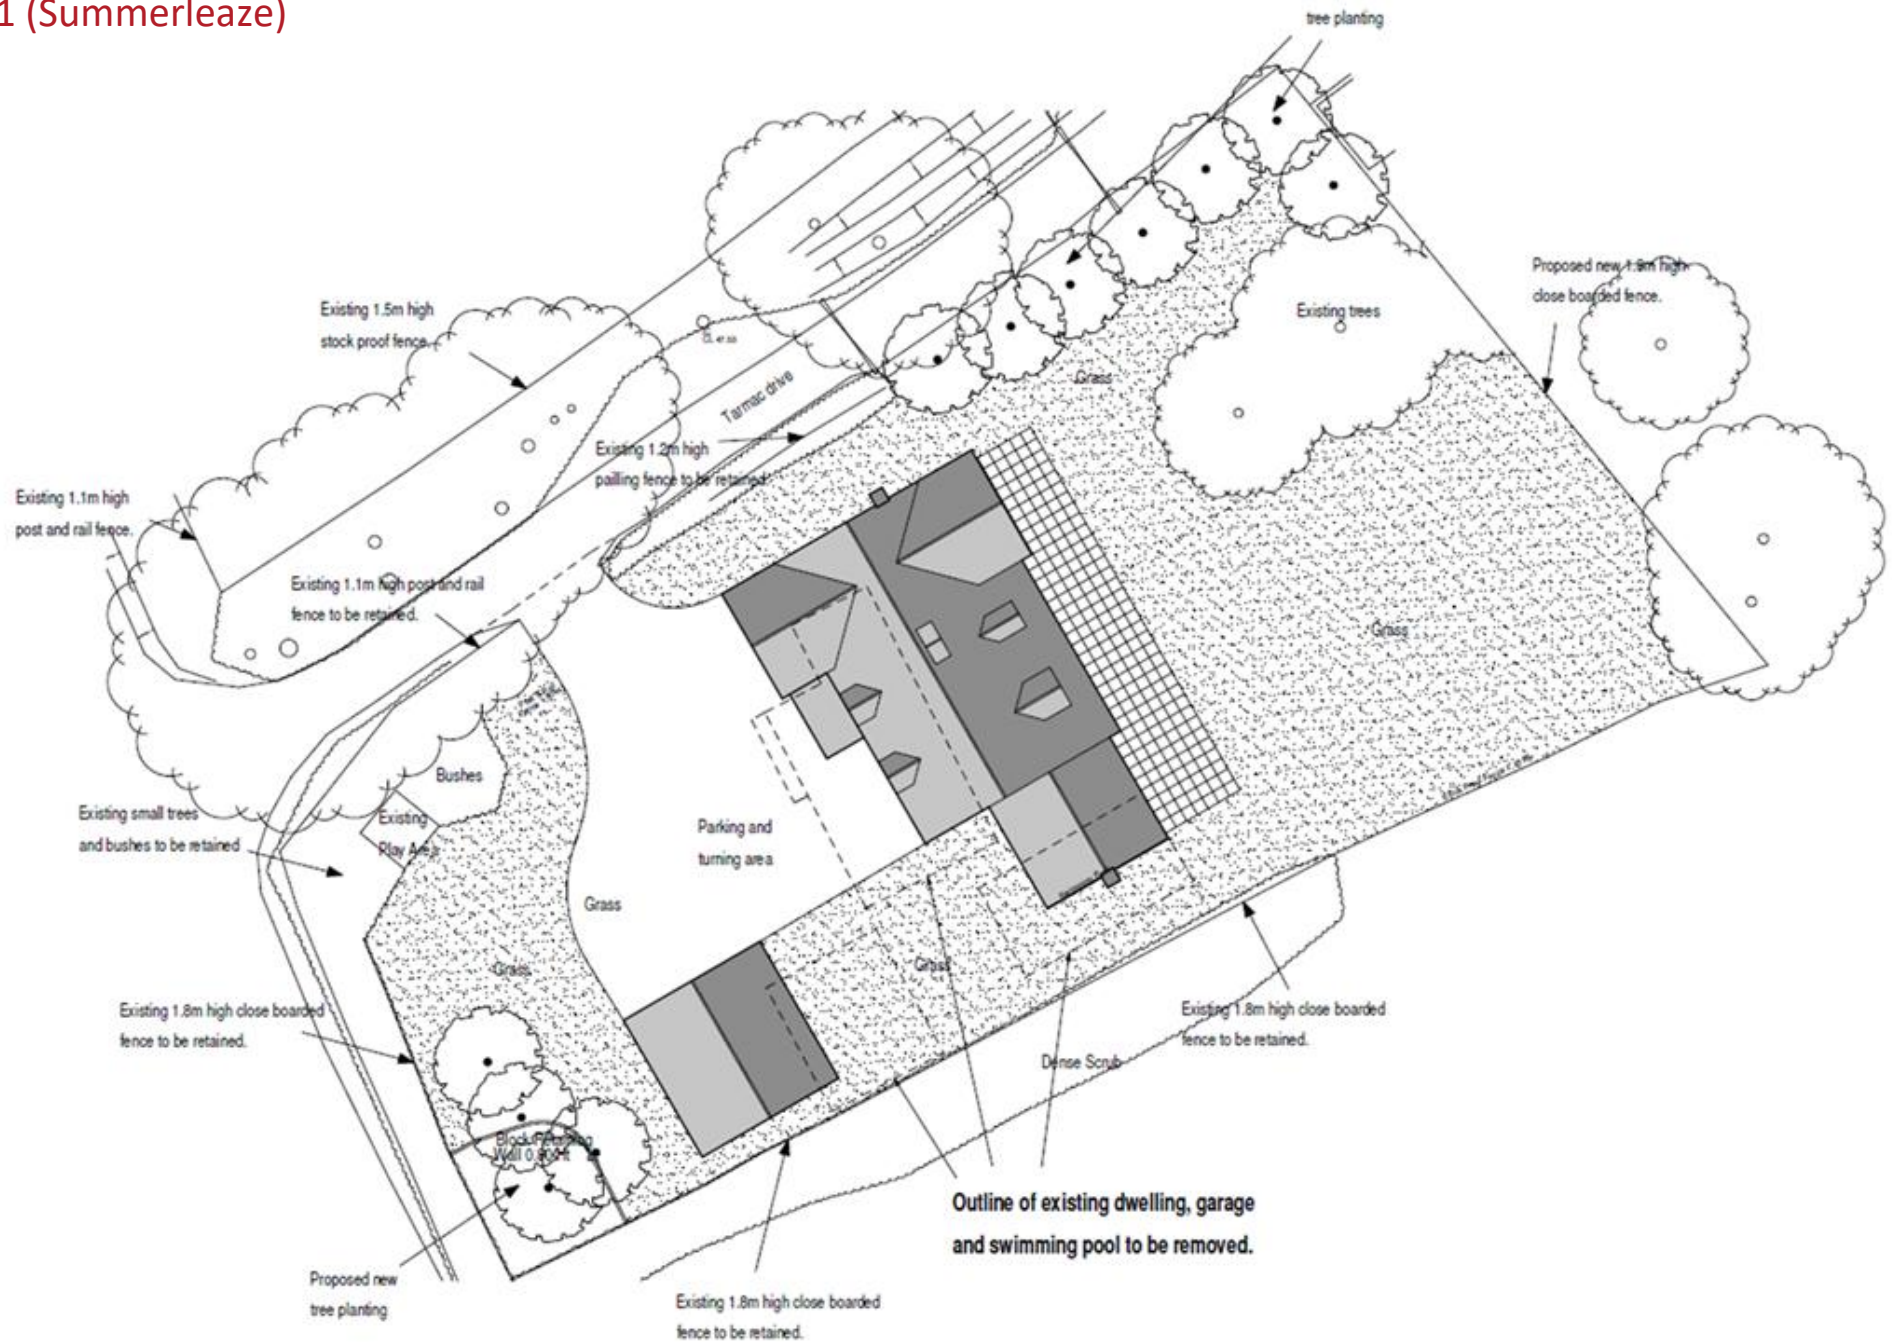 1 (Summerleaze)
tree planting
Proposed new 1.9m high
close boarded fence.
Existing trees
Existing 1.5m high
stock proof fence.
Tarmac drive
Grass
Existing 1.2m high
pailling fence to be retained.
Existing 1.1m high
post and rail fence.
Existing 1.1m high post and rail
fence to be retained.
Grass
Bushes
Existing small trees
and bushes to be retained
Existing
Play Area
Parking and
turning area
Grass
Grass
Grass
Existing 1.8m high close boarded
fence to be retained.
Existing 1.8m high close boarded
fence to be retained.
Dense Scrub
Block Retaining
Wall
Outline of existing dwelling, garage
and swimming pool to be removed.
Proposed new
tree planting
Existing 1.8m high close boarded
fence to be retained.